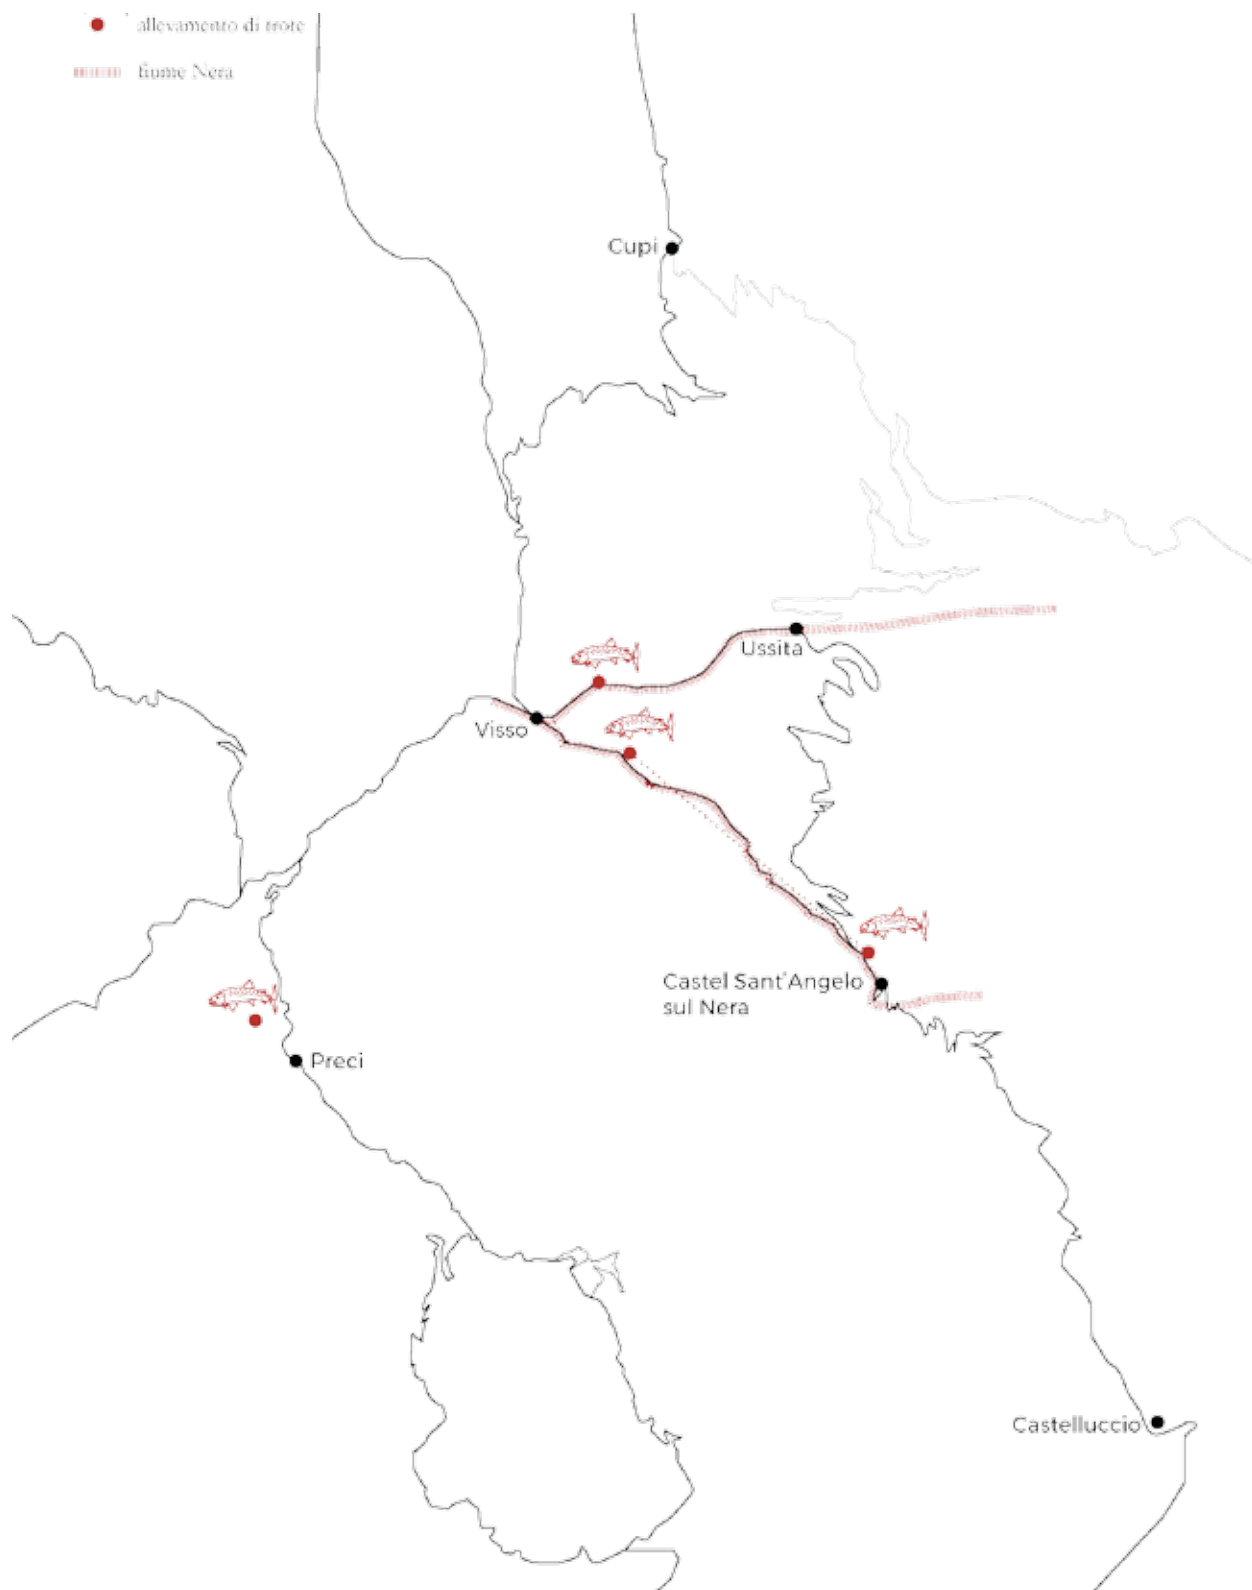 allevamento di trote
fiume Nera
Cupi
Ussita
Visso
Castel Sant'Angelo
sul Nera
Preci
Castelluccio